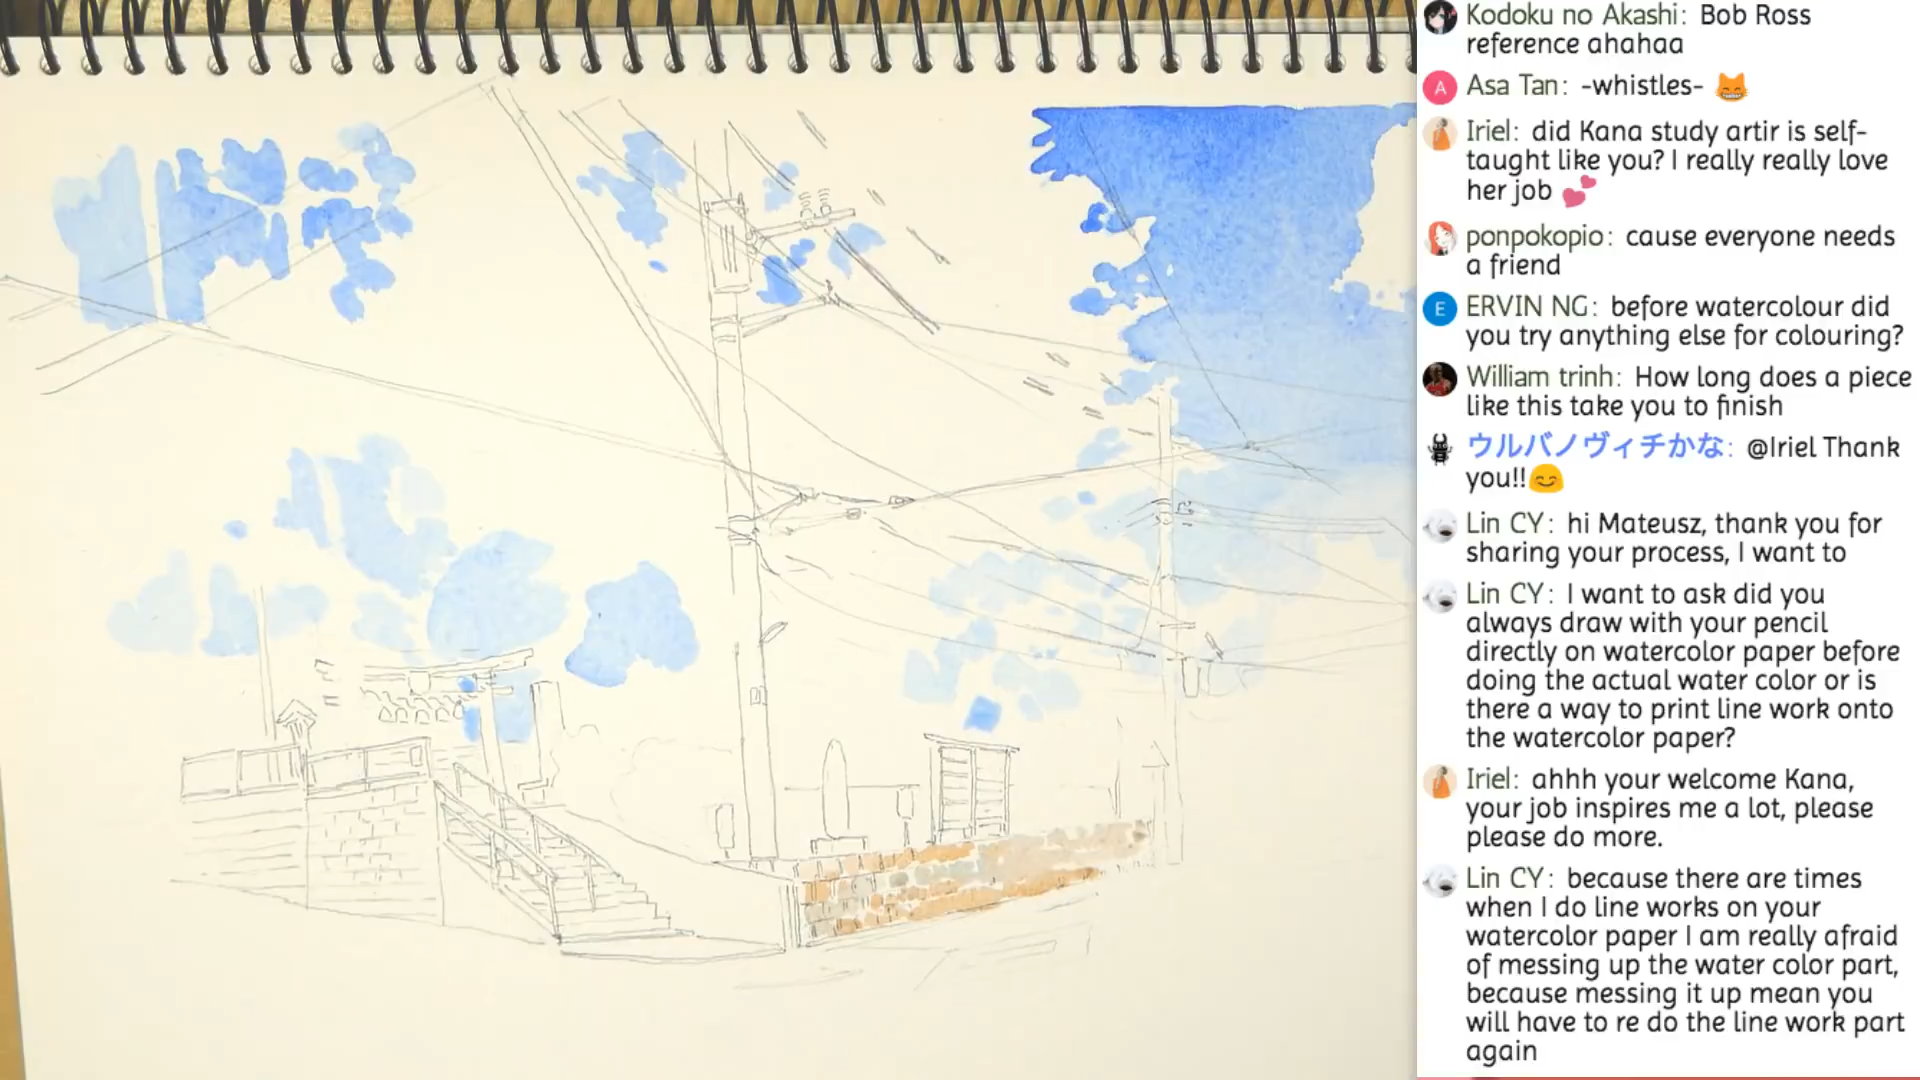 Kodoku no Akashi: Bob Ross
reference ahahaa
A Asa Tan: -whistles- 😸
Iriel: did Kana study artir is self-
taught like you? I really really love
her job 💕
ponpokopio: cause everyone needs
a friend
E ERVIN NG: before watercolour did
you try anything else for colouring?
William trinh: How long does a piece
like this take you to finish
ウルバノヴィチかな: @Iriel Thank
you!!😊
Lin CY: hi Mateusz, thank you for
sharing your process, I want to
Lin CY: I want to ask did you
always draw with your pencil
directly on watercolor paper before
doing the actual water color or is
there a way to print line work onto
the watercolor paper?
Iriel: ahhh your welcome Kana,
your job inspires me a lot, please
please do more.
Lin CY: because there are times
when I do line works on your
watercolor paper I am really afraid
of messing up the water color part,
because messing it up mean you
will have to re do the line work part
again